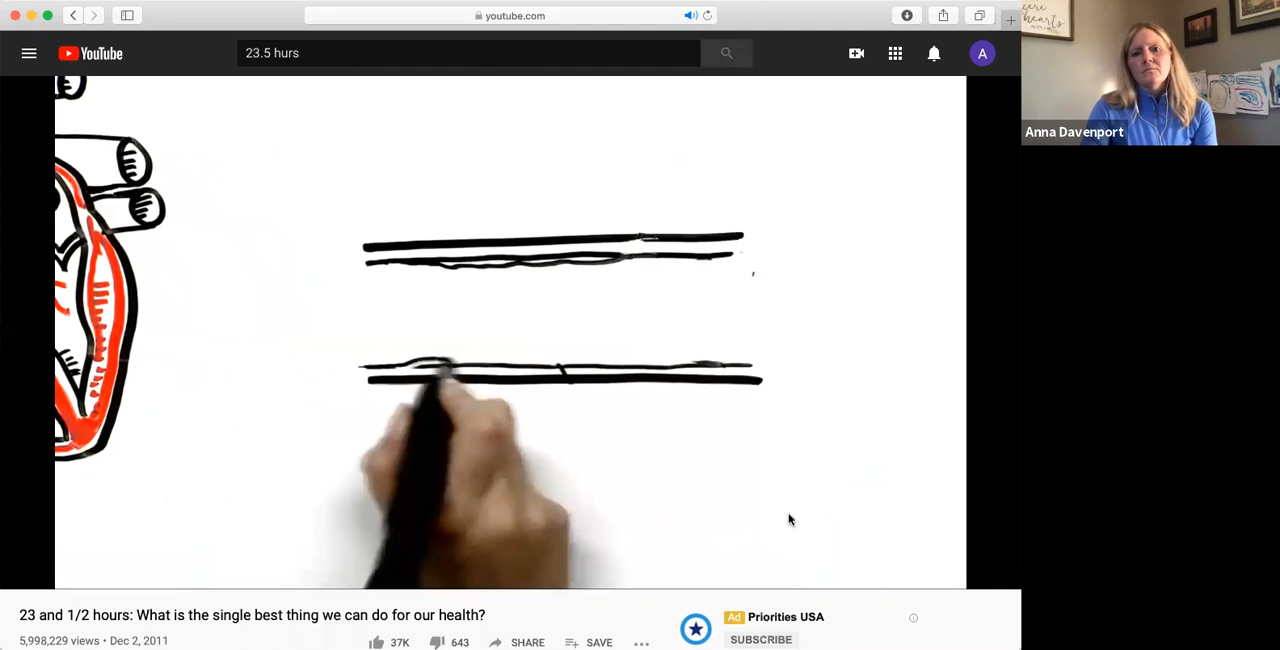 youtube.com
YouTube
23.5 hurs
A
Anna Davenport
23 and 1/2 hours: What is the single best thing we can do for our health?
5,998,229 views • Dec 2, 2011
37K
643
SHARE
SAVE
Ad Priorities USA
SUBSCRIBE
hearts